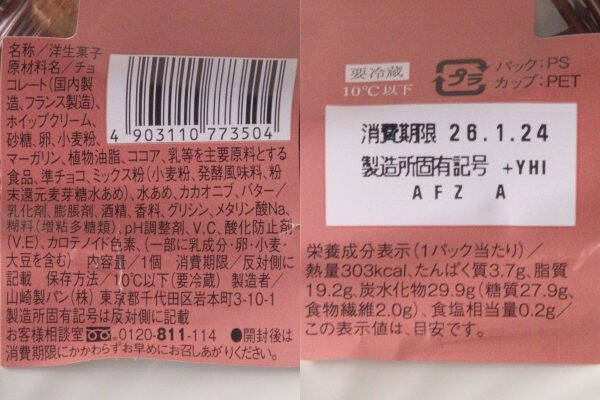 名称／洋生菓子
原材料名／チョ
コレート(国内製
造、フランス製造)、
ホイップクリーム、
砂糖、卵、小麦粉、
マーガリン、植物油脂、ココア、乳等を主要原料とする
食品、準チョコ、ミックス粉(小麦粉、発酵風味料、粉
末還元麦芽糖水あめ)、水あめ、カカオニブ、バター／
乳化剤、膨脹剤、酒精、香料、グリシン、メタリン酸Na、
糊料(増粘多糖類)、pH調整剤、V.C、酸化防止剤
(V.E)、カロテノイド色素、(一部に乳成分・卵・小麦・
大豆を含む) 内容量／1個 消費期限／反対側に
記載 保存方法／10℃以下(要冷蔵) 製造者／
山崎製パン(株) 東京都千代田区岩本町3-10-1
製造所固有記号は反対側に記載
お客様相談室 0120-811-114 ●開封後は
消費期限にかかわらずお早めにお召しあがりください。
4 903110 773504
要冷蔵
10℃以下
プラ
パック:PS
カップ:PET
消費期限 26.1.24
製造所固有記号 +YHI
AFZ A
栄養成分表示(1パック当たり)／
熱量303kcal、たんぱく質3.7g、脂質
19.2g、炭水化物29.9g(糖質27.9g、
食物繊維2.0g)、食塩相当量0.2g／
この表示値は、目安です。